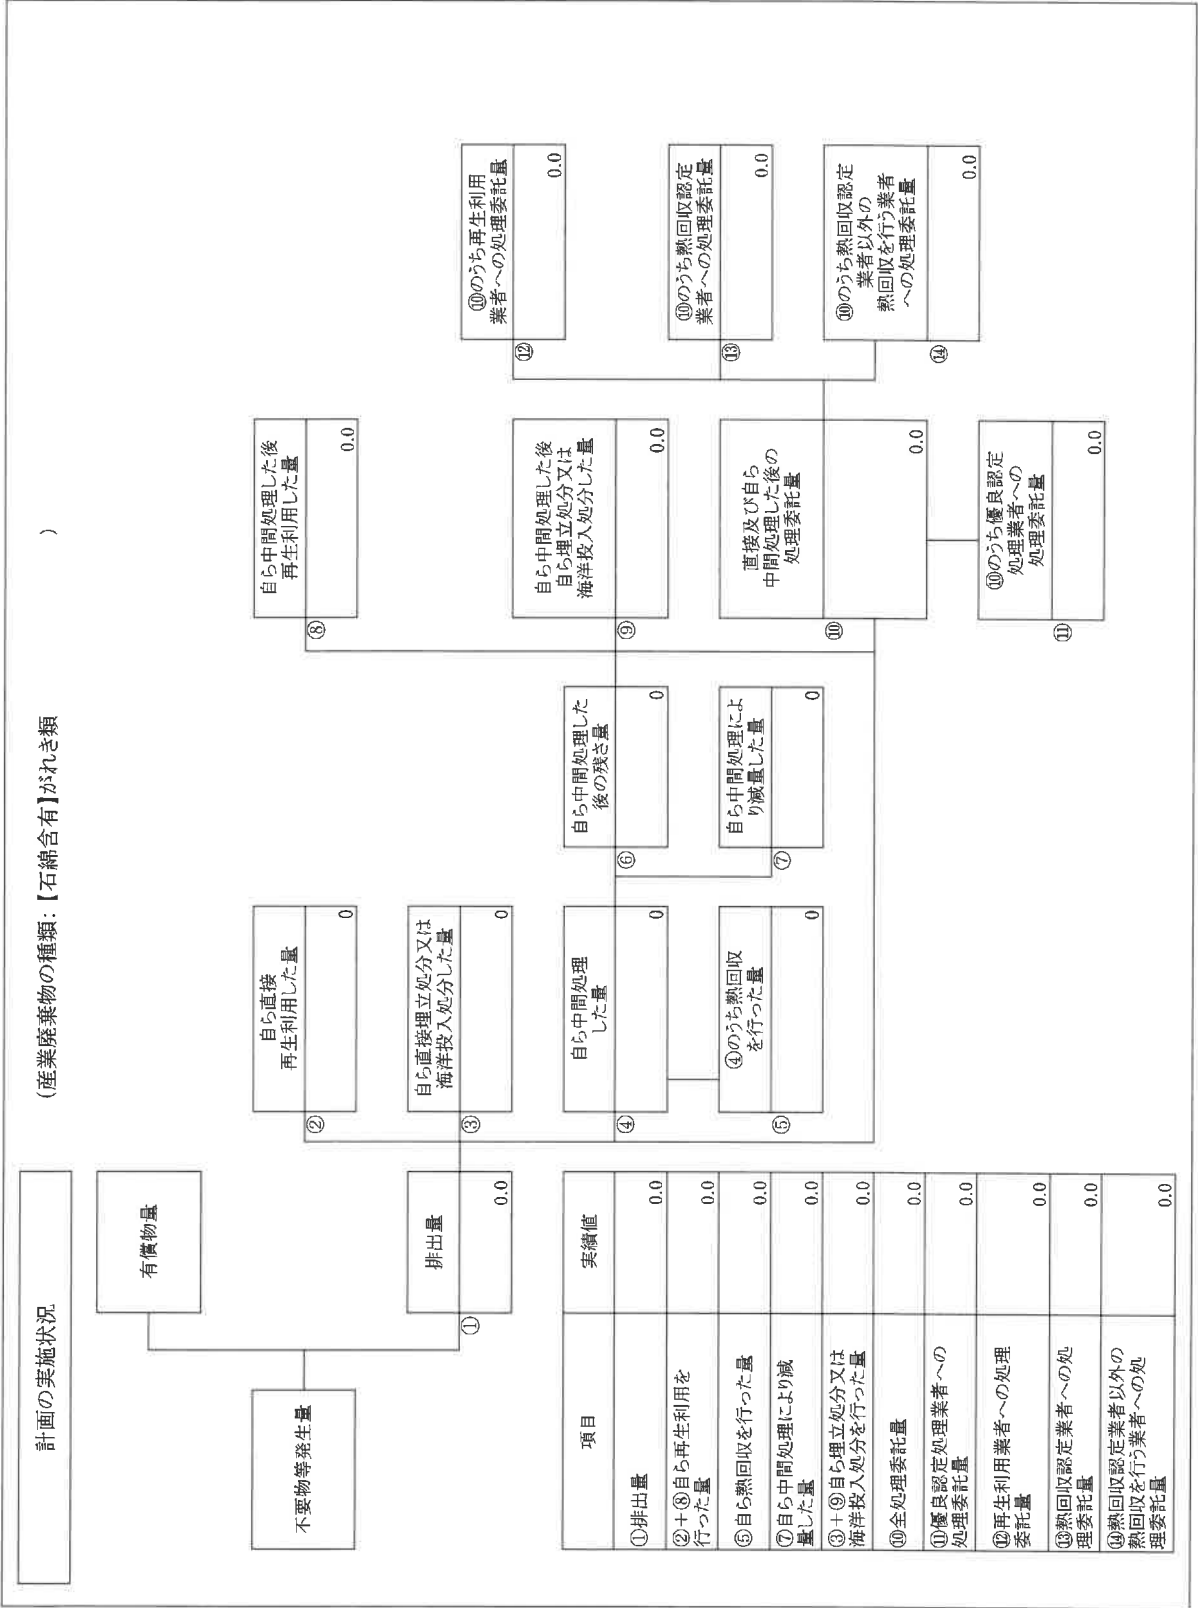 計画の実施状況
(産業廃棄物の種類:【石綿含有】がれき類
)
不要物等発生量
有償物量
①
排出量
0.0
②
自ら直接
再生利用した量
0
③
自ら直接埋立処分又は
海洋投入処分した量
0
④
自ら中間処理
した量
0
⑤
④のうち熱回収
を行った量
0
⑥
自ら中間処理した
後の残さ量
0
⑦
自ら中間処理によ
り減量した量
0
⑧
自ら中間処理した後
再生利用した量
0.0
⑨
自ら中間処理した後
自ら埋立処分又は
海洋投入処分した量
0.0
⑩
直接及び自ら
中間処理した後の
処理委託量
0.0
⑪
⑩のうち優良認定
処理業者への
処理委託量
0.0
⑫
⑩のうち再生利用
業者への処理委託量
0.0
⑬
⑩のうち熱回収認定
業者への処理委託量
0.0
⑭
⑩のうち熱回収認定
業者以外の
熱回収を行う業者
への処理委託量
0.0
項目 実績値
①排出量 0.0
②+⑧自ら再生利用を
行った量 0.0
⑤自ら熱回収を行った量 0.0
⑦自ら中間処理により減
量した量 0.0
③+⑨自ら埋立処分又は
海洋投入処分を行った量 0.0
⑩全処理委託量 0.0
⑪優良認定処理業者への
処理委託量 0.0
⑫再生利用業者への処理
委託量 0.0
⑬熱回収認定業者への処
理委託量 0.0
⑭熱回収認定業者以外の
熱回収を行う業者への処
理委託量 0.0